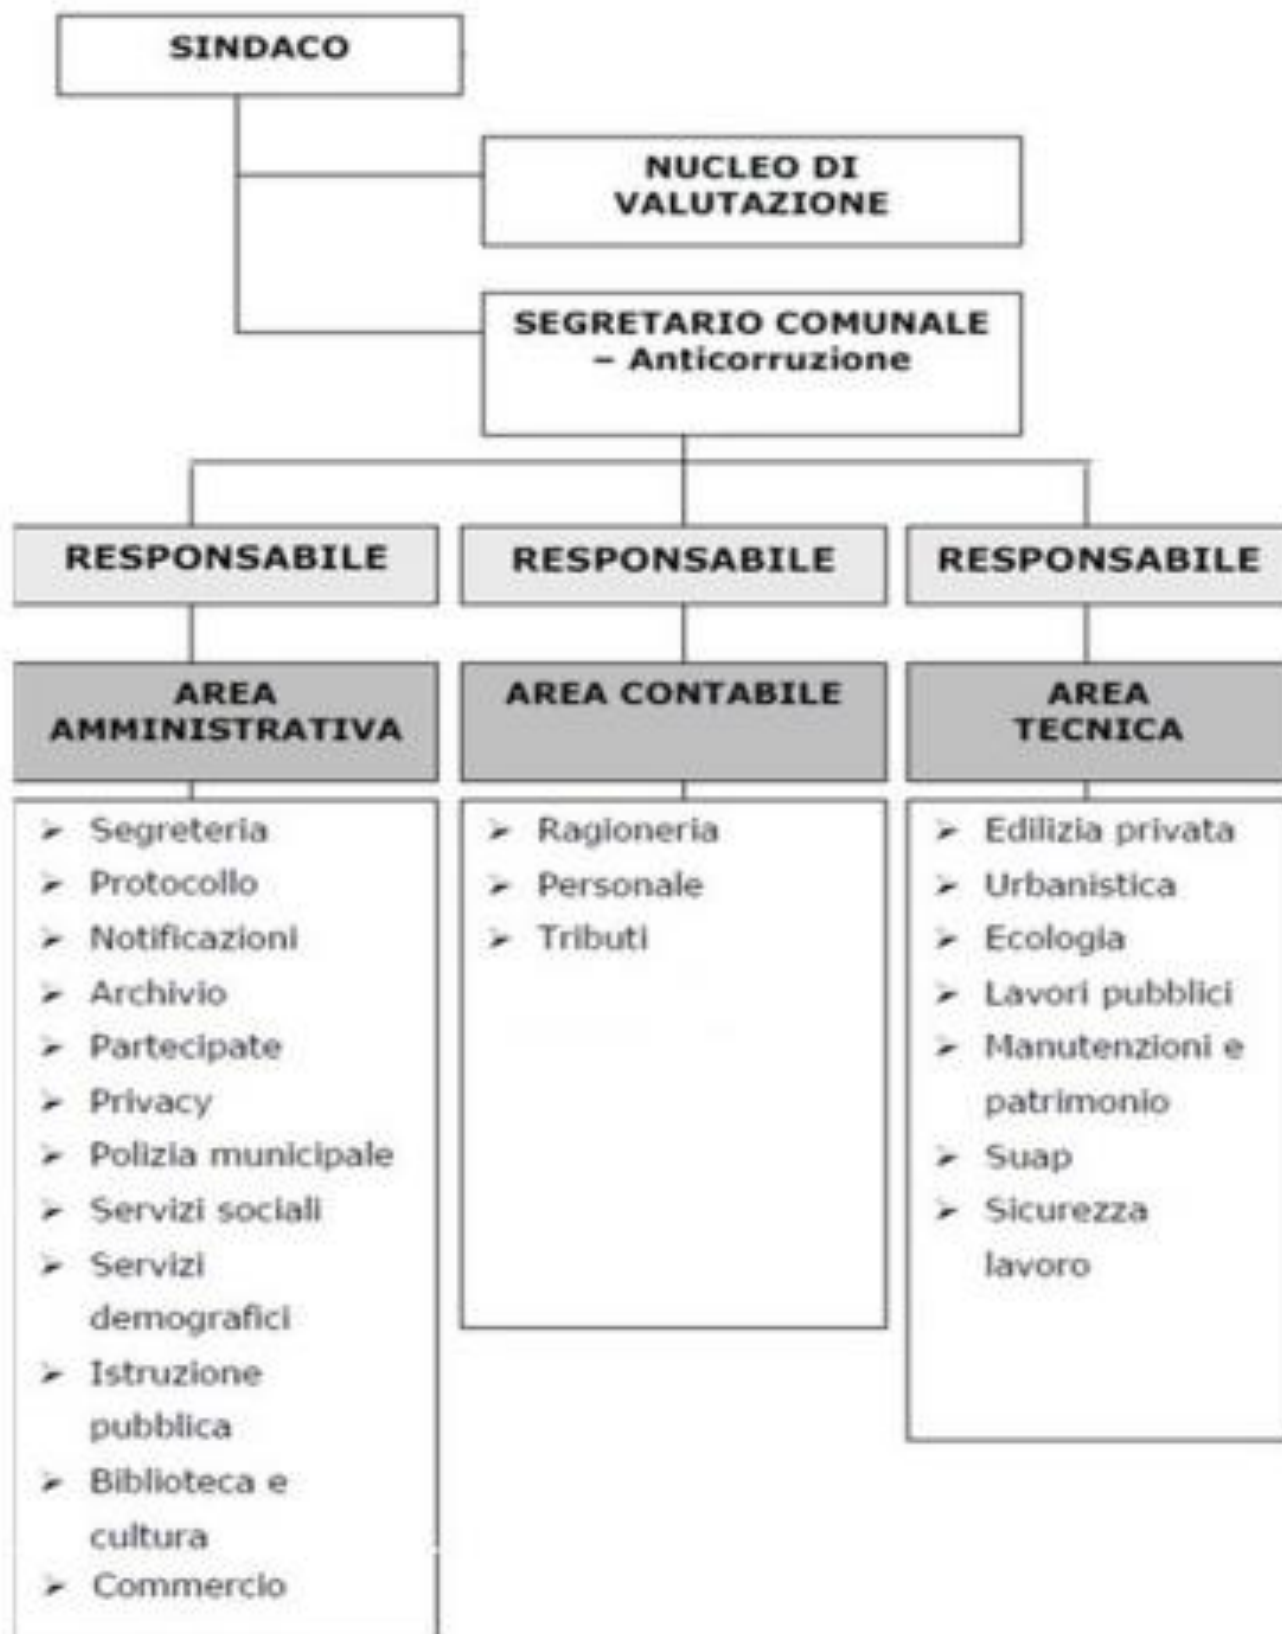 SINDACO
NUCLEO DI
VALUTAZIONE
SEGRETARIO COMUNALE
– Anticorruzione
RESPONSABILE
RESPONSABILE
RESPONSABILE
AREA
AMMINISTRATIVA
AREA CONTABILE
AREA
TECNICA
➢ Segreteria
➢ Protocollo
➢ Notificazioni
➢ Archivio
➢ Partecipate
➢ Privacy
➢ Polizia municipale
➢ Servizi sociali
➢ Servizi
demografici
➢ Istruzione
pubblica
➢ Biblioteca e
cultura
➢ Commercio
➢ Ragioneria
➢ Personale
➢ Tributi
➢ Edilizia privata
➢ Urbanistica
➢ Ecologia
➢ Lavori pubblici
➢ Manutenzioni e
patrimonio
➢ Suap
➢ Sicurezza
lavoro